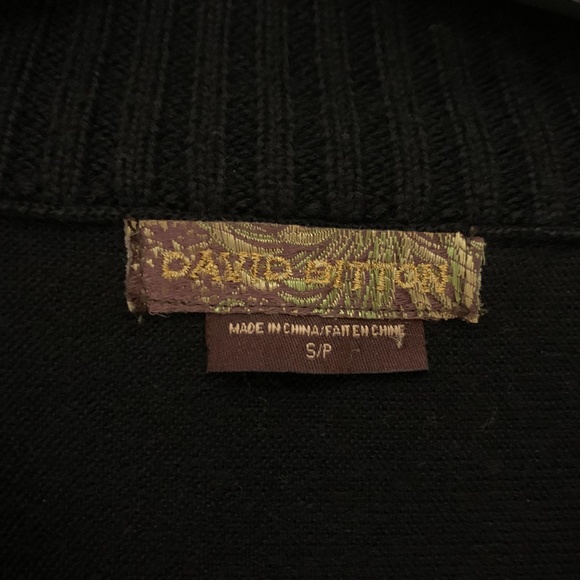 DAVID BITTON
MADE IN CHINA/FAIT EN CHINE
S/P